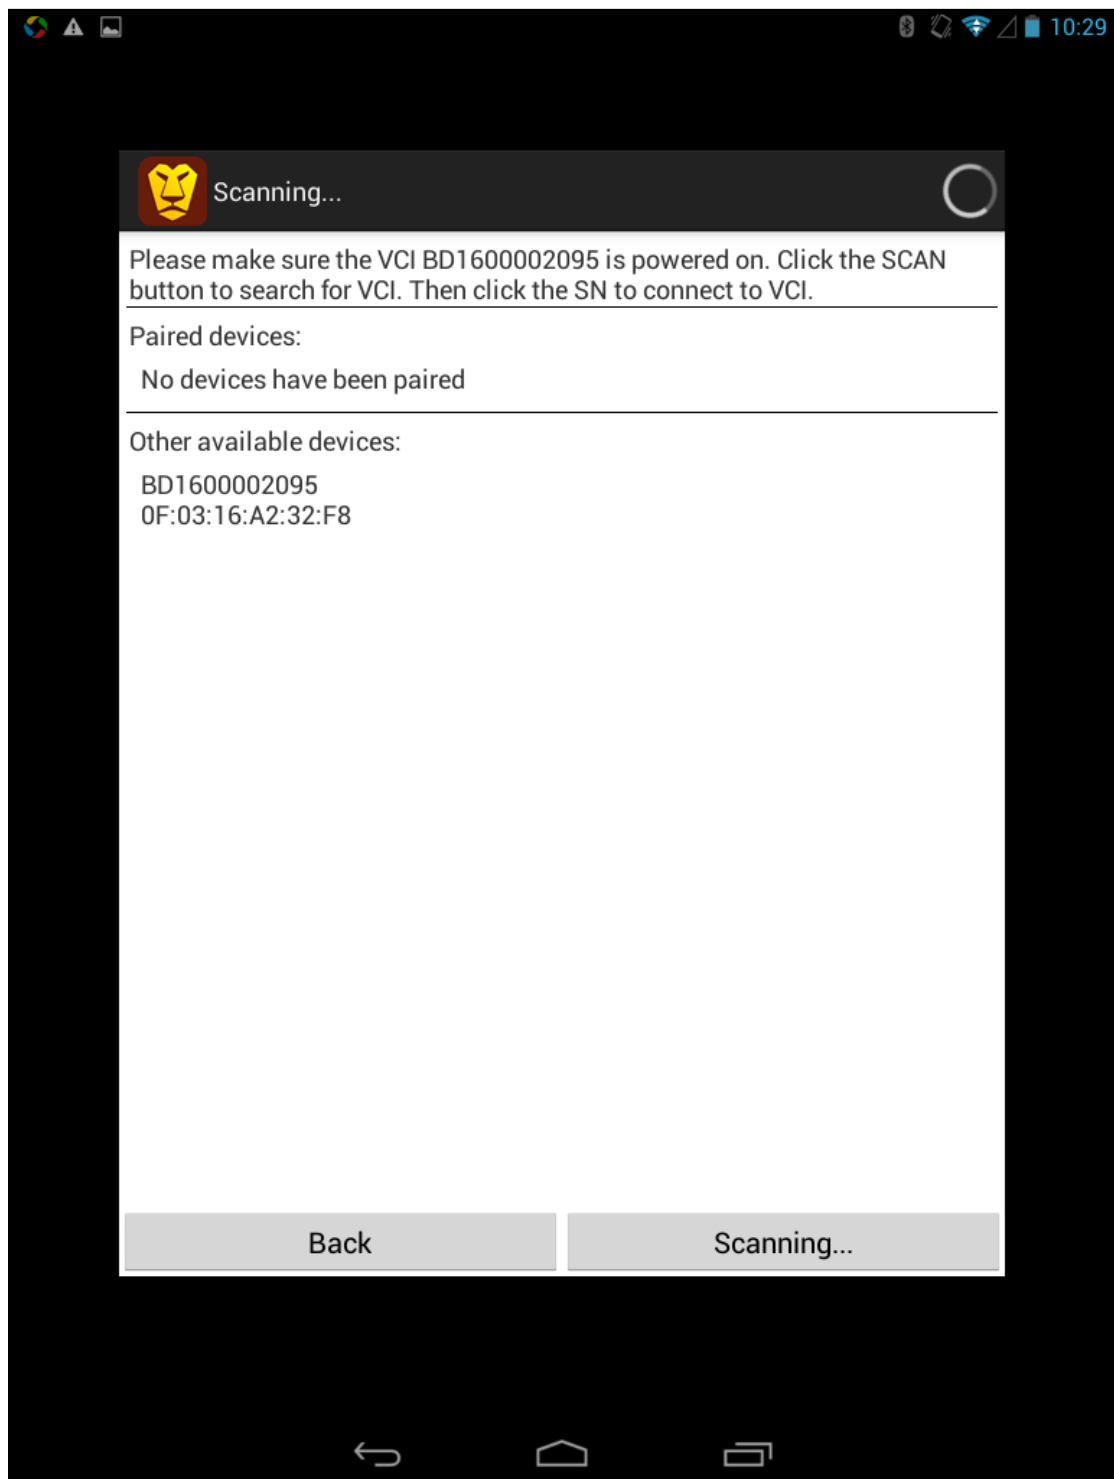 10:29
Scanning...
Please make sure the VCI BD1600002095 is powered on. Click the SCAN
button to search for VCI. Then click the SN to connect to VCI.
Paired devices:
No devices have been paired
Other available devices:
BD1600002095
0F:03:16:A2:32:F8
Back
Scanning...